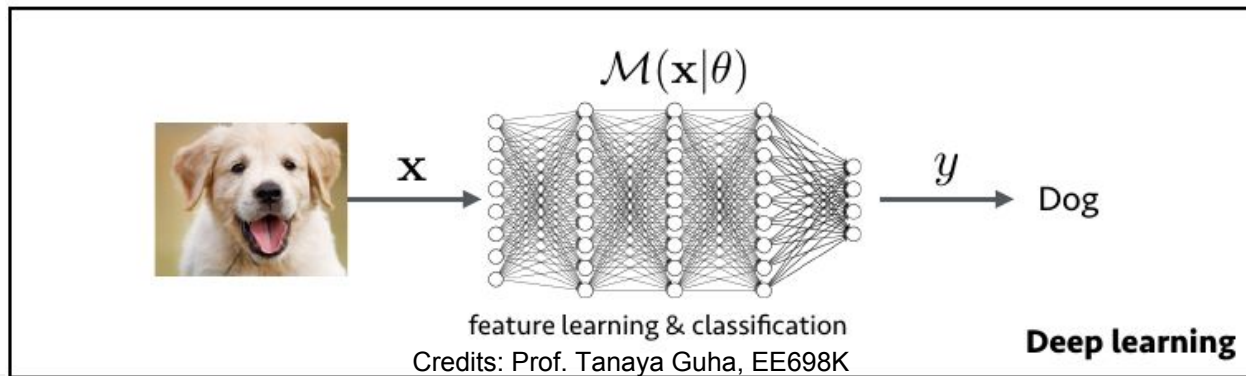 M(x|θ)
x
y
Dog
feature learning & classification
Deep learning
Credits: Prof. Tanaya Guha, EE698K